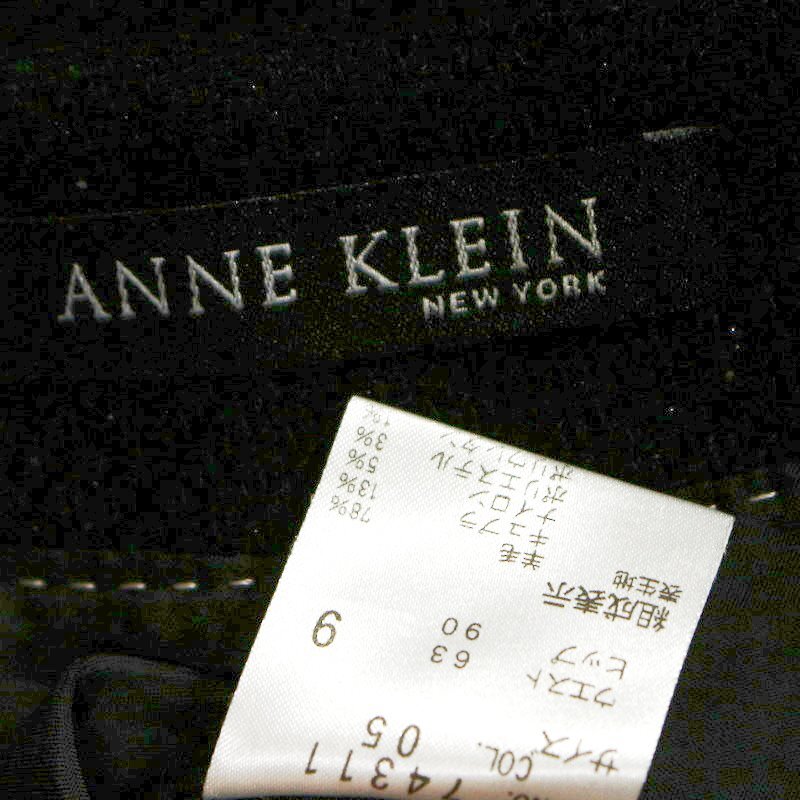 ANNE KLEIN
NEW YORK
NO. 74311
COL. 05
サイズ 9
ウエスト 63
ヒップ 90
組成表示
表生地
羊毛 78%
キュプラ 13%
ナイロン 5%
ポリエステル 3%
ポリウレタン 1%